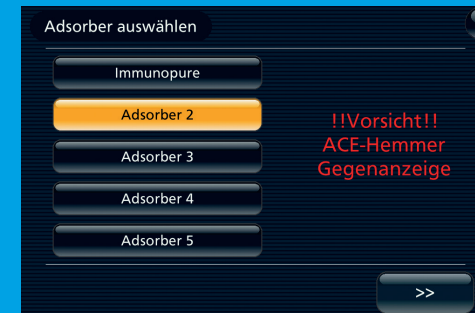 Adsorber auswählen
Immunopure
Adsorber 2
Adsorber 3
Adsorber 4
Adsorber 5
!!Vorsicht!!
ACE-Hemmer
Gegenanzeige
>>